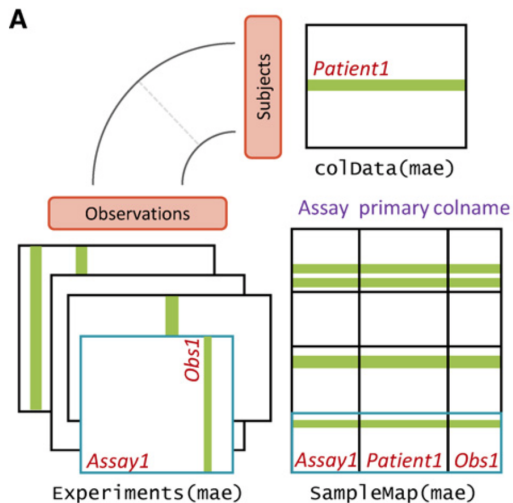 A
Subjects
Patient1
colData(mae)
Observations
Assay primary colname
Obs1
Assay1
Experiments(mae)
Assay1 Patient1 Obs1
SampleMap(mae)